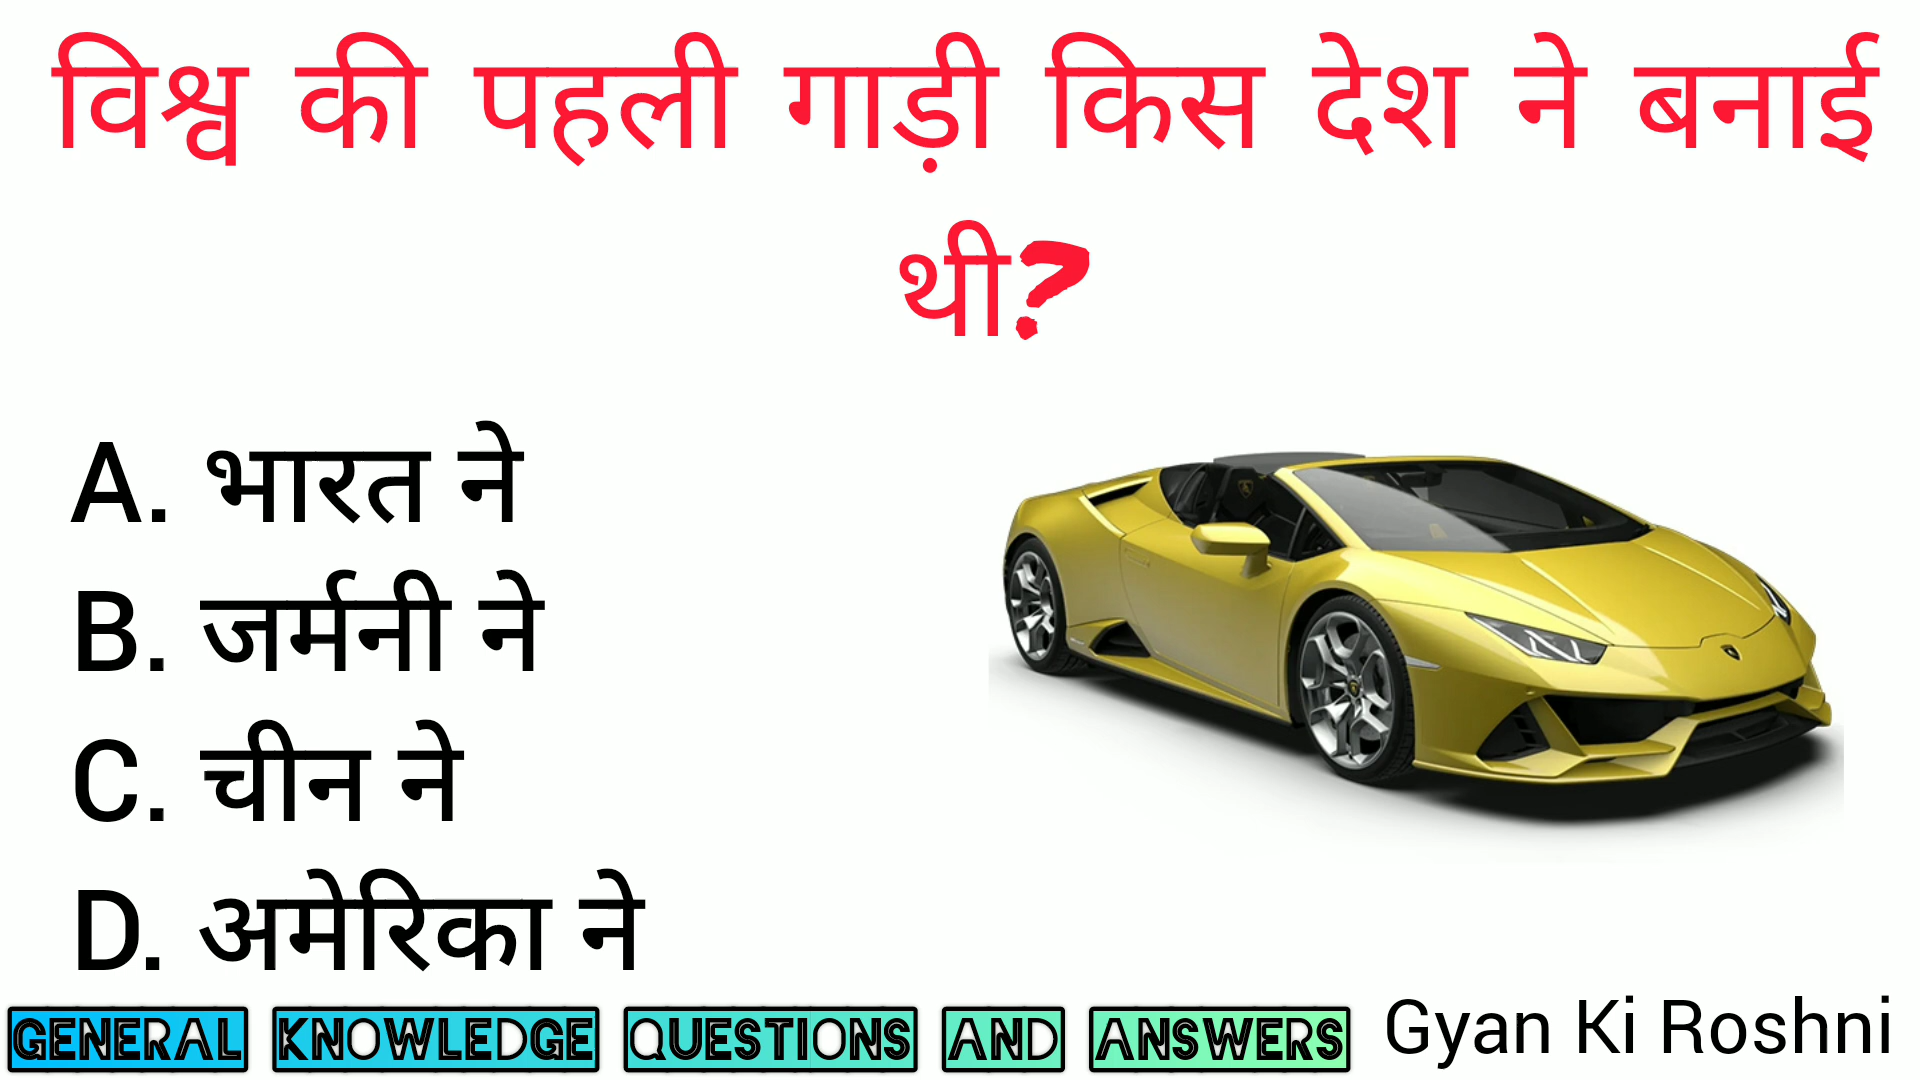 विश्व की पहली गाड़ी किस देश ने बनाई
थी?
A. भारत ने
B. जर्मनी ने
C. चीन ने
D. अमेरिका ने
GENERAL KNOWLEDGE QUESTIONS AND ANSWERS Gyan Ki Roshni